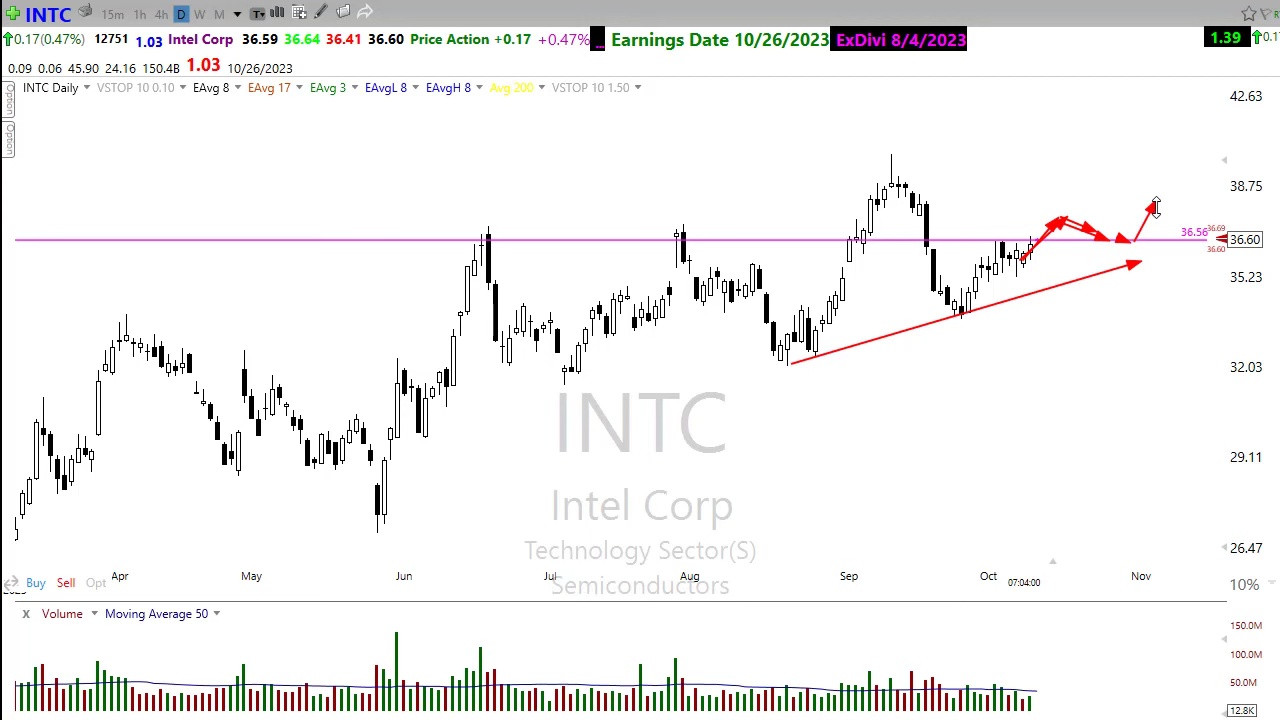 INTC 15m 1h 4h D W M
0.17(0.47%) 12751 1.03 Intel Corp 36.59 36.64 36.41 36.60 Price Action +0.17 +0.47% ... Earnings Date 10/26/2023 ExDivi 8/4/2023 1.39
0.09 0.06 45.90 24.16 150.4B 1.03 10/26/2023
INTC Daily VSTOP 10 0.10 EAvg 8 EAvg 17 EAvg 3 EAvgL 8 EAvgH 8 Avg 200 VSTOP 10 1.50
Option
Option
42.63
38.75
36.56 36.69
36.60
36.60
35.23
32.03
29.11
26.47
INTC
Intel Corp
Technology Sector(S)
Semiconductors
Apr May Jun Jul Aug Sep Oct 07:04:00 Nov
Buy Sell Opt 10%
X Volume Moving Average 50
150.0M
100.0M
50.0M
12.8K